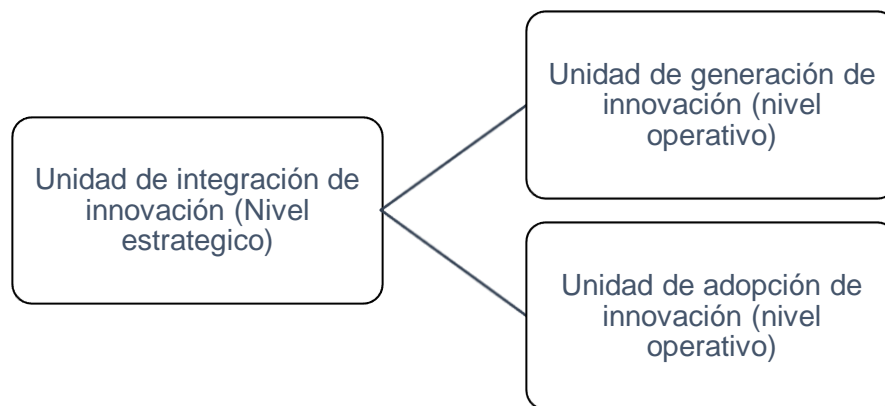 Unidad de integración de
innovación (Nivel
estrategico)
Unidad de generación de
innovación (nivel
operativo)
Unidad de adopción de
innovación (nivel
operativo)